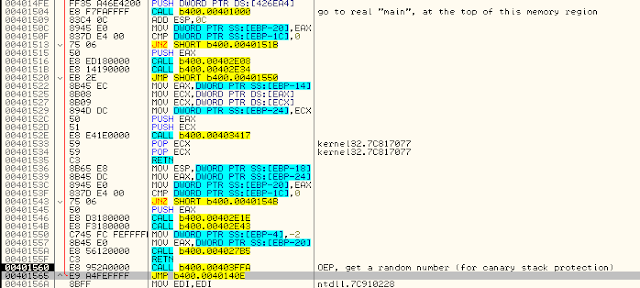 004014FE FF35 A46E4200 PUSH DWORD PTR DS:[426EA4]
00401504 E8 F7FAFFFF CALL b400.00401000 go to real "main", at the top of this memory region
00401509 83C4 0C ADD ESP,0C
0040150C 8945 E0 MOV DWORD PTR SS:[EBP-20],EAX
0040150F 837D E4 00 CMP DWORD PTR SS:[EBP-1C],0
00401513 75 06 JNZ SHORT b400.0040151B
00401515 50 PUSH EAX
00401516 E8 ED180000 CALL b400.00402E08
0040151B E8 14190000 CALL b400.00402E34
00401520 EB 2E JMP SHORT b400.00401550
00401522 8B45 EC MOV EAX,DWORD PTR SS:[EBP-14]
00401525 8B08 MOV ECX,DWORD PTR DS:[EAX]
00401527 8B09 MOV ECX,DWORD PTR DS:[ECX]
00401529 894D DC MOV DWORD PTR SS:[EBP-24],ECX
0040152C 50 PUSH EAX
0040152D 51 PUSH ECX
0040152E E8 E41E0000 CALL b400.00403417
00401533 59 POP ECX kernel32.7C817077
00401534 59 POP ECX kernel32.7C817077
00401535 C3 RETN
00401536 8B65 E8 MOV ESP,DWORD PTR SS:[EBP-18]
00401539 8B45 DC MOV EAX,DWORD PTR SS:[EBP-24]
0040153C 8945 E0 MOV DWORD PTR SS:[EBP-20],EAX
0040153F 837D E4 00 CMP DWORD PTR SS:[EBP-1C],0
00401543 75 06 JNZ SHORT b400.0040154B
00401545 50 PUSH EAX
00401546 E8 D3180000 CALL b400.00402E1E
0040154B E8 F3180000 CALL b400.00402E43
00401550 C745 FC FEFFFFF MOV DWORD PTR SS:[EBP-4],-2
00401557 8B45 E0 MOV EAX,DWORD PTR SS:[EBP-20]
0040155A E8 56120000 CALL b400.004027B5
0040155F C3 RETN
00401560 E8 952A0000 CALL b400.00403FFA OEP, get a random number (for canary stack protection)
00401565 E9 A4FEFFFF JMP b400.0040140E
0040156A 8BFF MOV EDI,EDI ntdll.7C910228